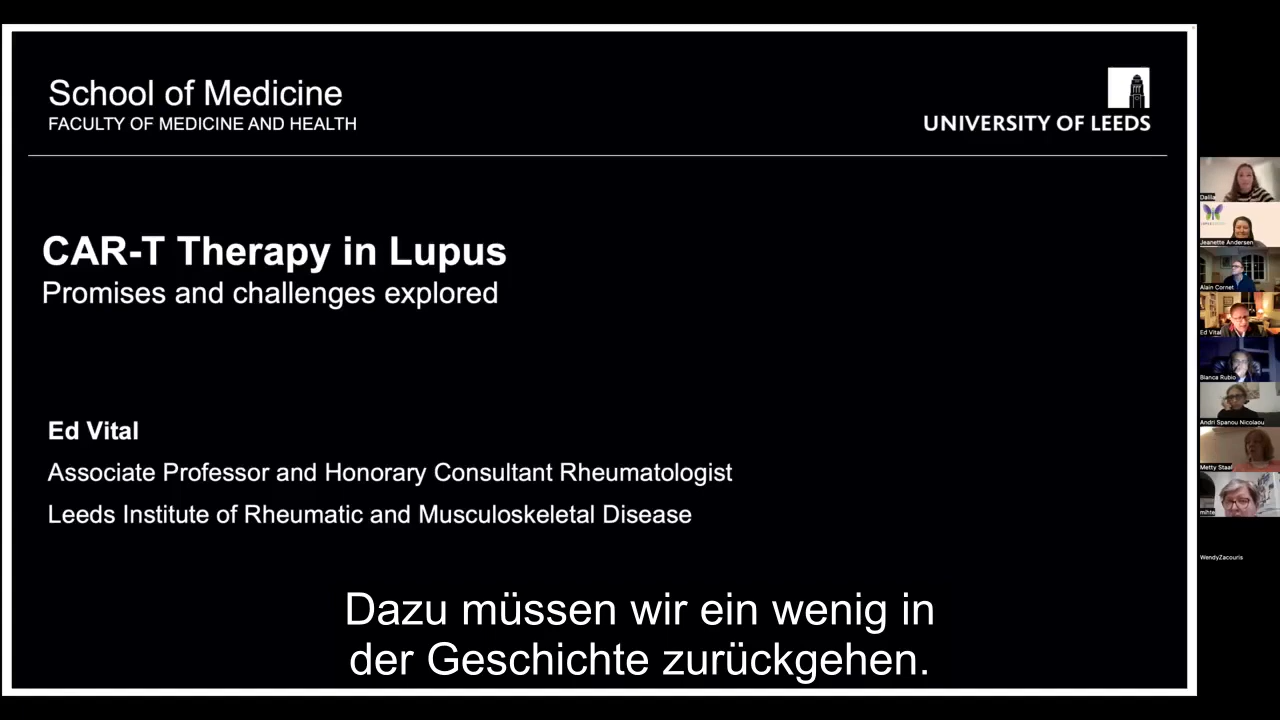 School of Medicine
FACULTY OF MEDICINE AND HEALTH
UNIVERSITY OF LEEDS
CAR-T Therapy in Lupus
Promises and challenges explored
Ed Vital
Associate Professor and Honorary Consultant Rheumatologist
Leeds Institute of Rheumatic and Musculoskeletal Disease
Dazu müssen wir ein wenig in
der Geschichte zurückgehen.
Dalila
Jeanette Andersen
Alain Cornet
Ed Vital
Blanca Rubio
Andri Spanou Nicolaou
Metty Staal
WendyZacouris